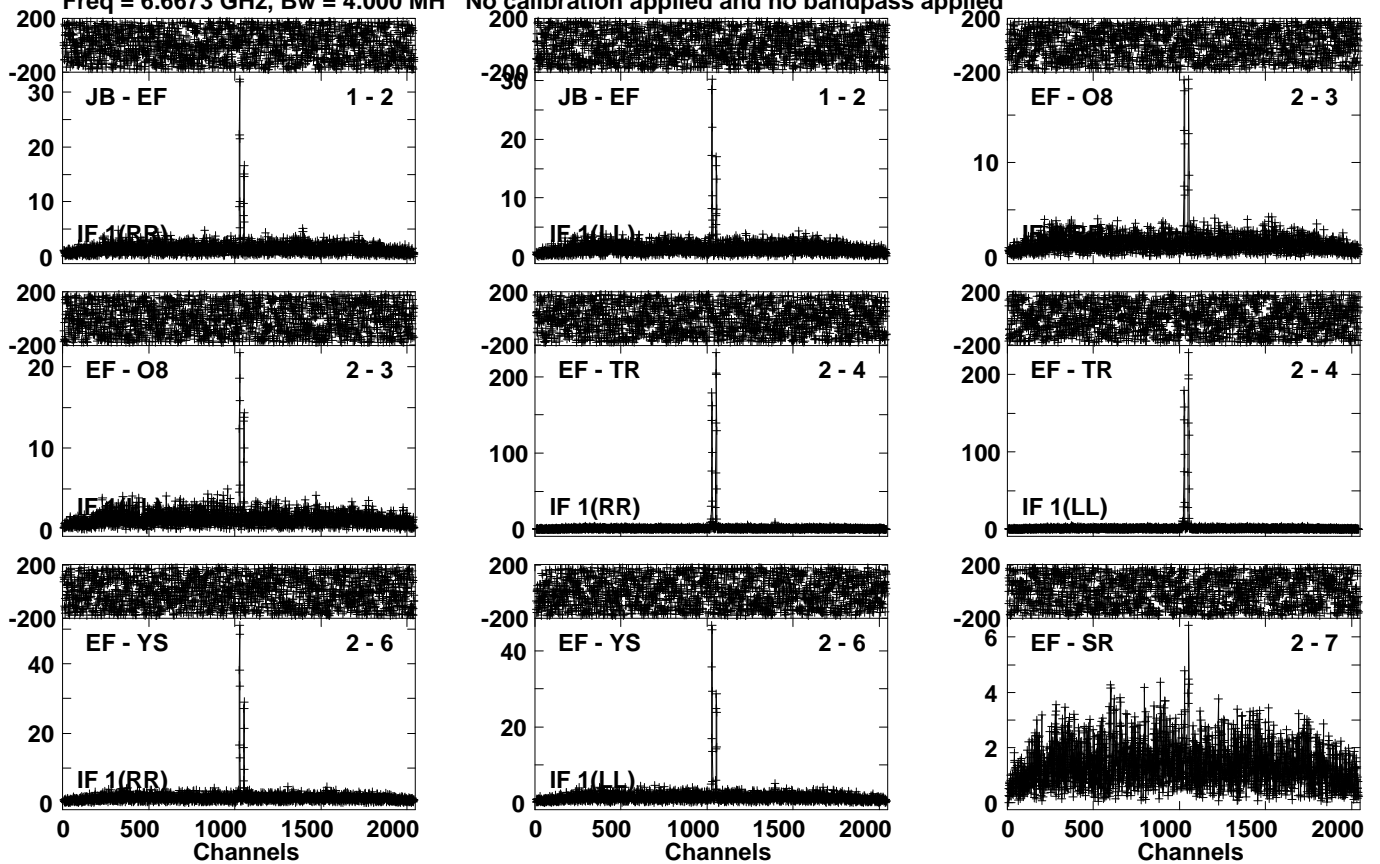 Freq = 6.6673 GHz, Bw = 4.000 MH No calibration applied and no bandpass applied
200 200 200
-200 -200 -200
JB - EF 1 - 2 JB - EF 1 - 2 EF - O8 2 - 3
30 30
20 20 10
10 10
IF 1(RR) IF 1(LL)
0 0 0
200 200 200
-200 -200 -200
EF - O8 2 - 3 EF - TR 2 - 4 EF - TR 2 - 4
20 200 200
10 100 100
IF 1(RR) IF 1(LL)
0 0 0
200 200 200
-200 -200 -200
EF - YS 2 - 6 EF - YS 2 - 6 EF - SR 2 - 7
6
40 40 4
20 20 2
IF 1(RR) IF 1(LL)
0 0 0
0 500 1000 1500 2000 0 500 1000 1500 2000 0 500 1000 1500 2000
Channels Channels